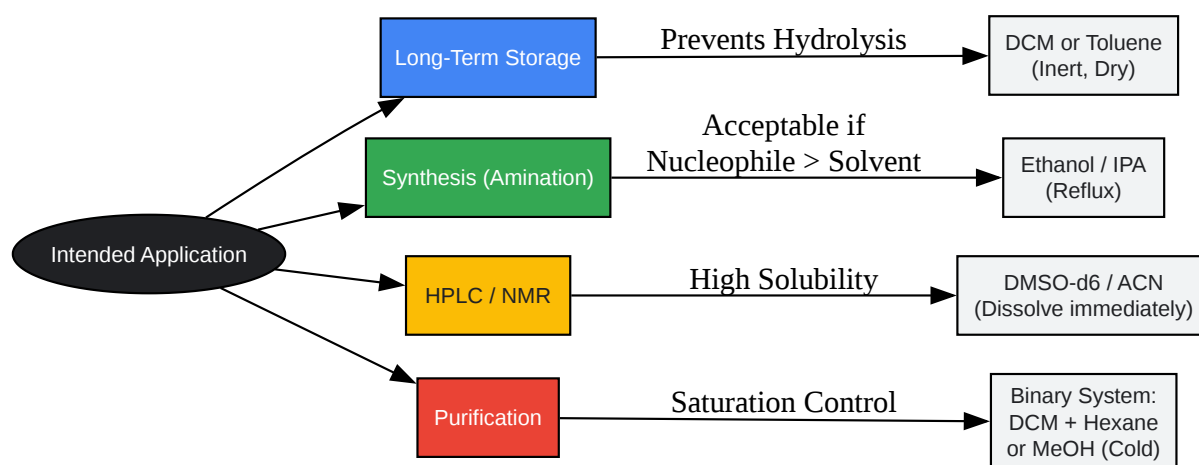 Intended Application
Long-Term Storage
Prevents Hydrolysis
DCM or Toluene
(Inert, Dry)
Synthesis (Amination)
Acceptable if
Nucleophile > Solvent
Ethanol / IPA
(Reflux)
HPLC / NMR
High Solubility
DMSO-d6 / ACN
(Dissolve immediately)
Purification
Saturation Control
Binary System:
DCM + Hexane
or MeOH (Cold)